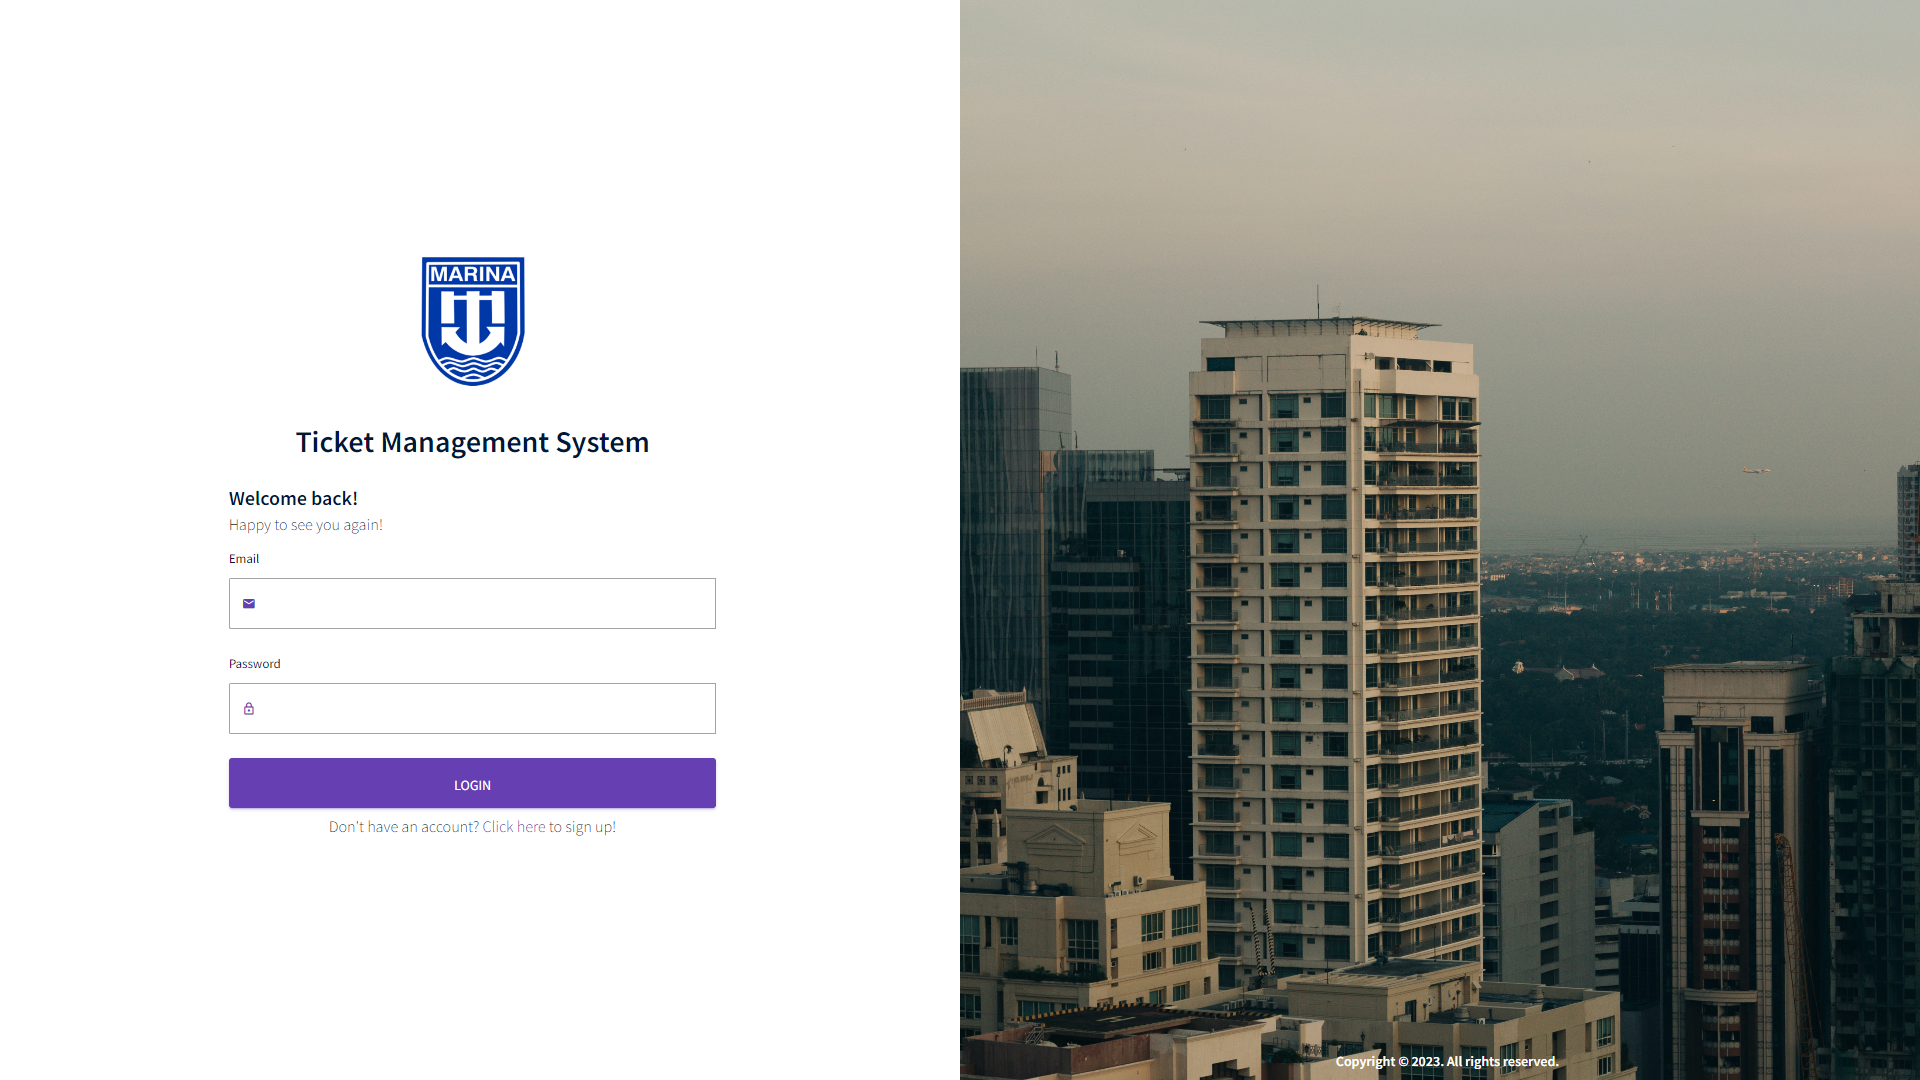 MARINA
Ticket Management System
Welcome back!
Happy to see you again!
Email
Password
LOGIN
Don't have an account? Click here to sign up!
Copyright © 2023. All rights reserved.